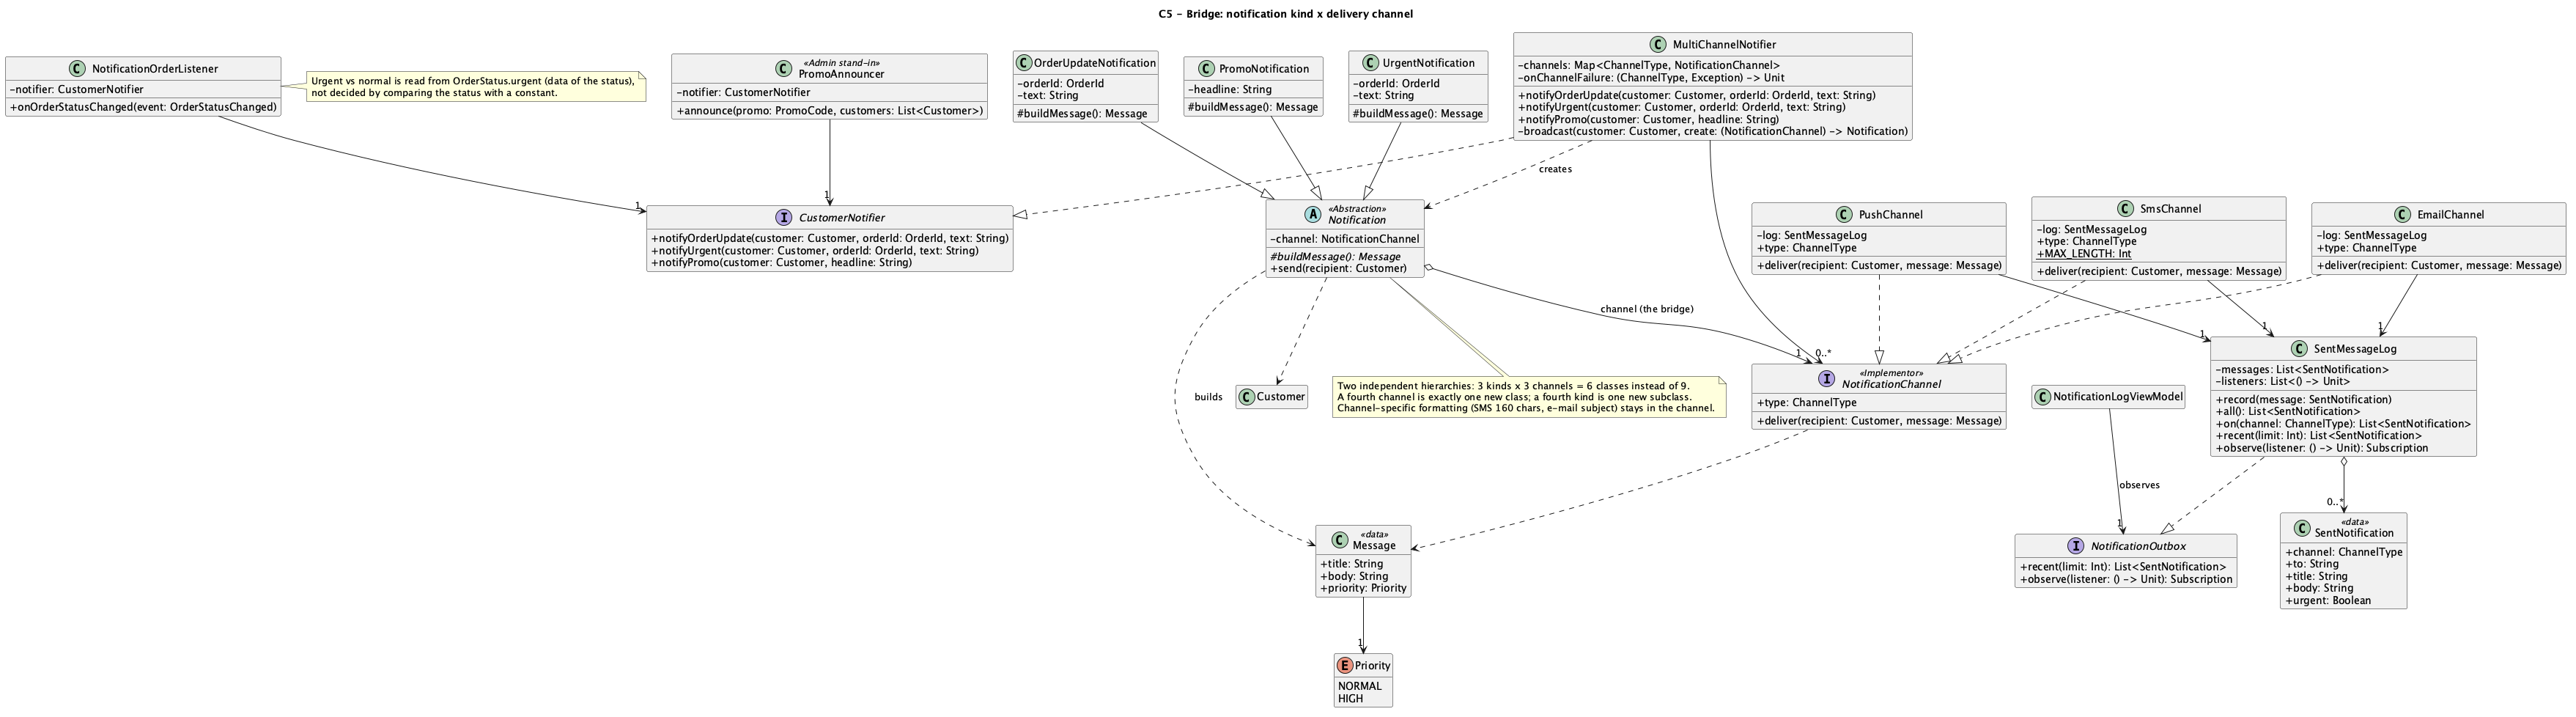 C5 - Bridge: notification kind x delivery channel
NotificationOrderListener
-notifier: CustomerNotifier
+onOrderStatusChanged(event: OrderStatusChanged)
Urgent vs normal is read from OrderStatus.urgent (data of the status),
not decided by comparing the status with a constant.
«Admin stand-in»
PromoAnnouncer
-notifier: CustomerNotifier
+announce(promo: PromoCode, customers: List<Customer>)
OrderUpdateNotification
-orderId: OrderId
-text: String
#buildMessage(): Message
PromoNotification
-headline: String
#buildMessage(): Message
UrgentNotification
-orderId: OrderId
-text: String
#buildMessage(): Message
MultiChannelNotifier
-channels: Map<ChannelType, NotificationChannel>
-onChannelFailure: (ChannelType, Exception) -> Unit
+notifyOrderUpdate(customer: Customer, orderId: OrderId, text: String)
+notifyUrgent(customer: Customer, orderId: OrderId, text: String)
+notifyPromo(customer: Customer, headline: String)
-broadcast(customer: Customer, create: (NotificationChannel) -> Notification)
creates
1
1
CustomerNotifier
+notifyOrderUpdate(customer: Customer, orderId: OrderId, text: String)
+notifyUrgent(customer: Customer, orderId: OrderId, text: String)
+notifyPromo(customer: Customer, headline: String)
«Abstraction»
Notification
-channel: NotificationChannel
#buildMessage(): Message
+send(recipient: Customer)
PushChannel
-log: SentMessageLog
+type: ChannelType
+deliver(recipient: Customer, message: Message)
SmsChannel
-log: SentMessageLog
+type: ChannelType
+MAX_LENGTH: Int
+deliver(recipient: Customer, message: Message)
EmailChannel
-log: SentMessageLog
+type: ChannelType
+deliver(recipient: Customer, message: Message)
channel (the bridge)
1
0..*
1
1
1
builds
Customer
Two independent hierarchies: 3 kinds x 3 channels = 6 classes instead of 9.
A fourth channel is exactly one new class; a fourth kind is one new subclass.
Channel-specific formatting (SMS 160 chars, e-mail subject) stays in the channel.
«Implementor»
NotificationChannel
+type: ChannelType
+deliver(recipient: Customer, message: Message)
NotificationLogViewModel
SentMessageLog
-messages: List<SentNotification>
-listeners: List<() -> Unit>
+record(message: SentNotification)
+all(): List<SentNotification>
+on(channel: ChannelType): List<SentNotification>
+recent(limit: Int): List<SentNotification>
+observe(listener: () -> Unit): Subscription
observes
1
0..*
«data»
Message
+title: String
+body: String
+priority: Priority
NotificationOutbox
+recent(limit: Int): List<SentNotification>
+observe(listener: () -> Unit): Subscription
«data»
SentNotification
+channel: ChannelType
+to: String
+title: String
+body: String
+urgent: Boolean
1
Priority
NORMAL
HIGH